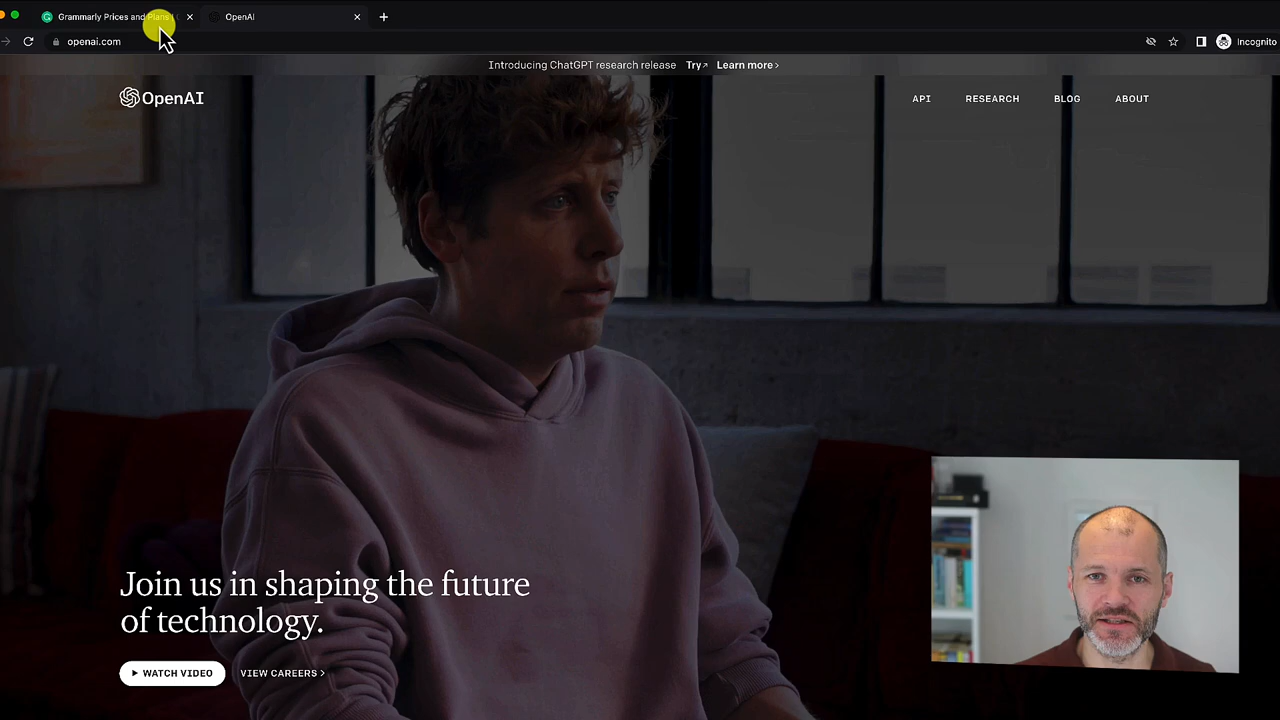 Grammarly Prices and Plans
OpenAI
openai.com
Incognito
Introducing ChatGPT research release Try↗ Learn more ›
OpenAI
API RESEARCH BLOG ABOUT
Join us in shaping the future
of technology.
WATCH VIDEO VIEW CAREERS ›